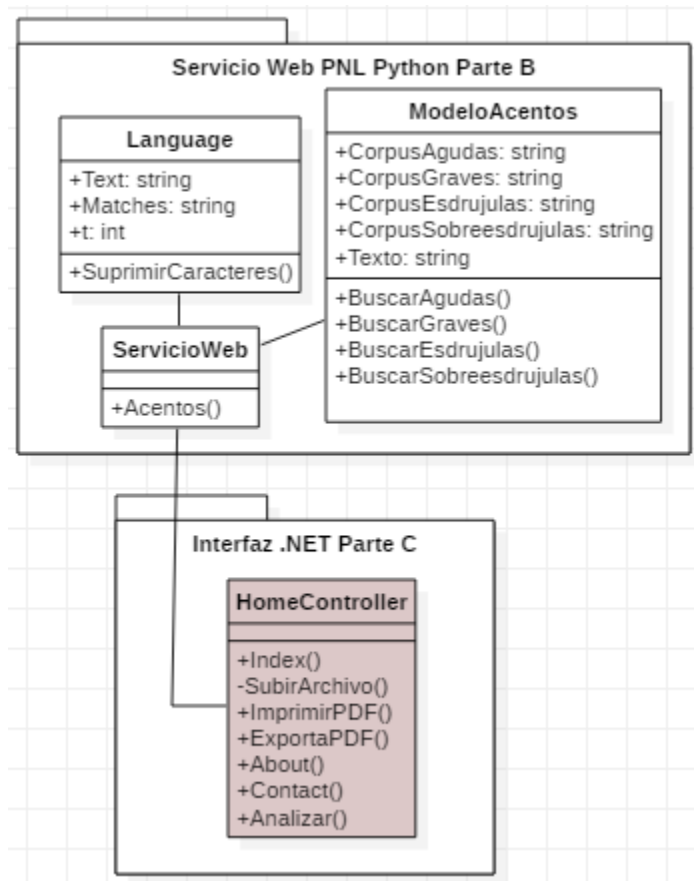 Servicio Web PNL Python Parte B
Language
+Text: string
+Matches: string
+t: int
+SuprimirCaracteres()
ModeloAcentos
+CorpusAgudas: string
+CorpusGraves: string
+CorpusEsdrujulas: string
+CorpusSobreesdrujulas: string
+Texto: string
+BuscarAgudas()
+BuscarGraves()
+BuscarEsdrujulas()
+BuscarSobreesdrujulas()
ServicioWeb
+Acentos()
Interfaz .NET Parte C
HomeController
+Index()
-SubirArchivo()
+ImprimirPDF()
+ExportaPDF()
+About()
+Contact()
+Analizar()